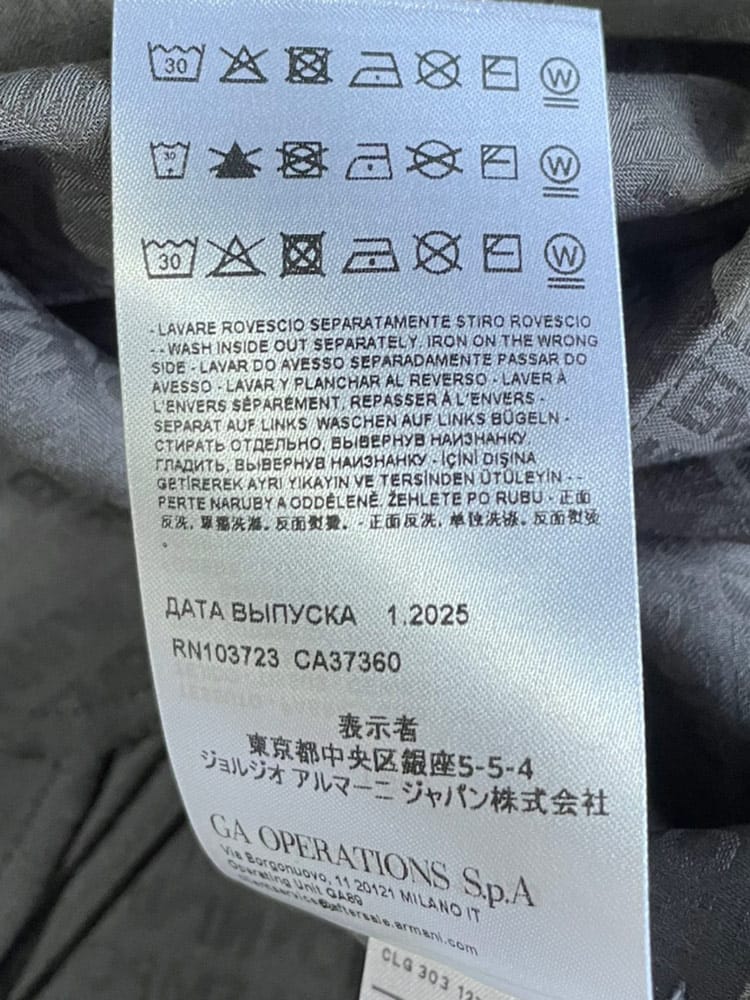 30 W
30 W
30 W
- LAVARE ROVESCIO SEPARATAMENTE STIRO ROVESCIO
- - WASH INSIDE OUT SEPARATELY. IRON ON THE WRONG
SIDE - LAVAR DO AVESSO SEPARADAMENTE PASSAR DO
AVESSO - LAVAR Y PLANCHAR AL REVERSO - LAVER À
L'ENVERS SÉPARÉMENT, REPASSER À L'ENVERS -
SEPARAT AUF LINKS WASCHEN AUF LINKS BÜGELN -
СТИРАТЬ ОТДЕЛЬНО, ВЫВЕРНУВ НАИЗНАНКУ.
ГЛАДИТЬ, ВЫВЕРНУВ НАИЗНАНКУ - İÇİNİ DIŞINA
GETİREREK AYRI YIKAYIN VE TERSİNDEN ÜTÜLEYİN - -
PERTE NARUBY A ODDĚLENĚ. ŽEHLETE PO RUBU - 正面
反洗, 單獨洗滌。反面熨燙。 - 正面反洗, 单独洗涤。反面熨烫
。
ДАТА ВЫПУСКА 1.2025
RN103723 CA37360
表示者
東京都中央区銀座5-5-4
ジョルジオ アルマーニ ジャパン株式会社
GA OPERATIONS S.p.A
Via Borgonuovo, 11 20121 MILANO IT
Operating Unit GA89
clientservice@aftersale.armani.com
CLG 303